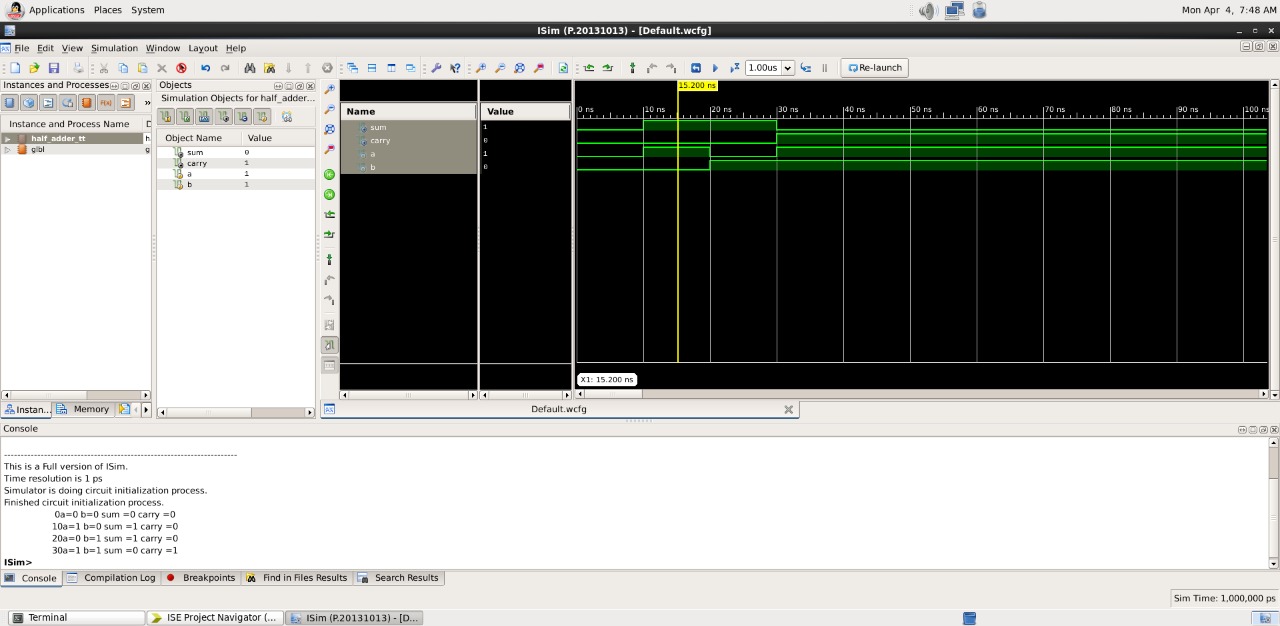 Applications Places System Mon Apr 4, 7:48 AM
ISim (P.20131013) - [Default.wcfg]
File Edit View Simulation Window Layout Help
1.00us Re-launch
Instances and Processes
Instance and Process Name
half_adder_tt
glbl
Instan... Memory
Objects
Simulation Objects for half_adder...
Object Name Value
sum 0
carry 1
a 1
b 1
Name Value
sum 1
carry 0
a 1
b 0
15.200 ns
0 ns 10 ns 20 ns 30 ns 40 ns 50 ns 60 ns 70 ns 80 ns 90 ns 100 ns
X1: 15.200 ns
Default.wcfg
Console
This is a Full version of ISim.
Time resolution is 1 ps
Simulator is doing circuit initialization process.
Finished circuit initialization process.
0a=0 b=0 sum =0 carry =0
10a=1 b=0 sum =1 carry =0
20a=0 b=1 sum =1 carry =0
30a=1 b=1 sum =0 carry =1
ISim>
Console Compilation Log Breakpoints Find in Files Results Search Results
Sim Time: 1,000,000 ps
Terminal ISE Project Navigator (... ISim (P.20131013) - [D...